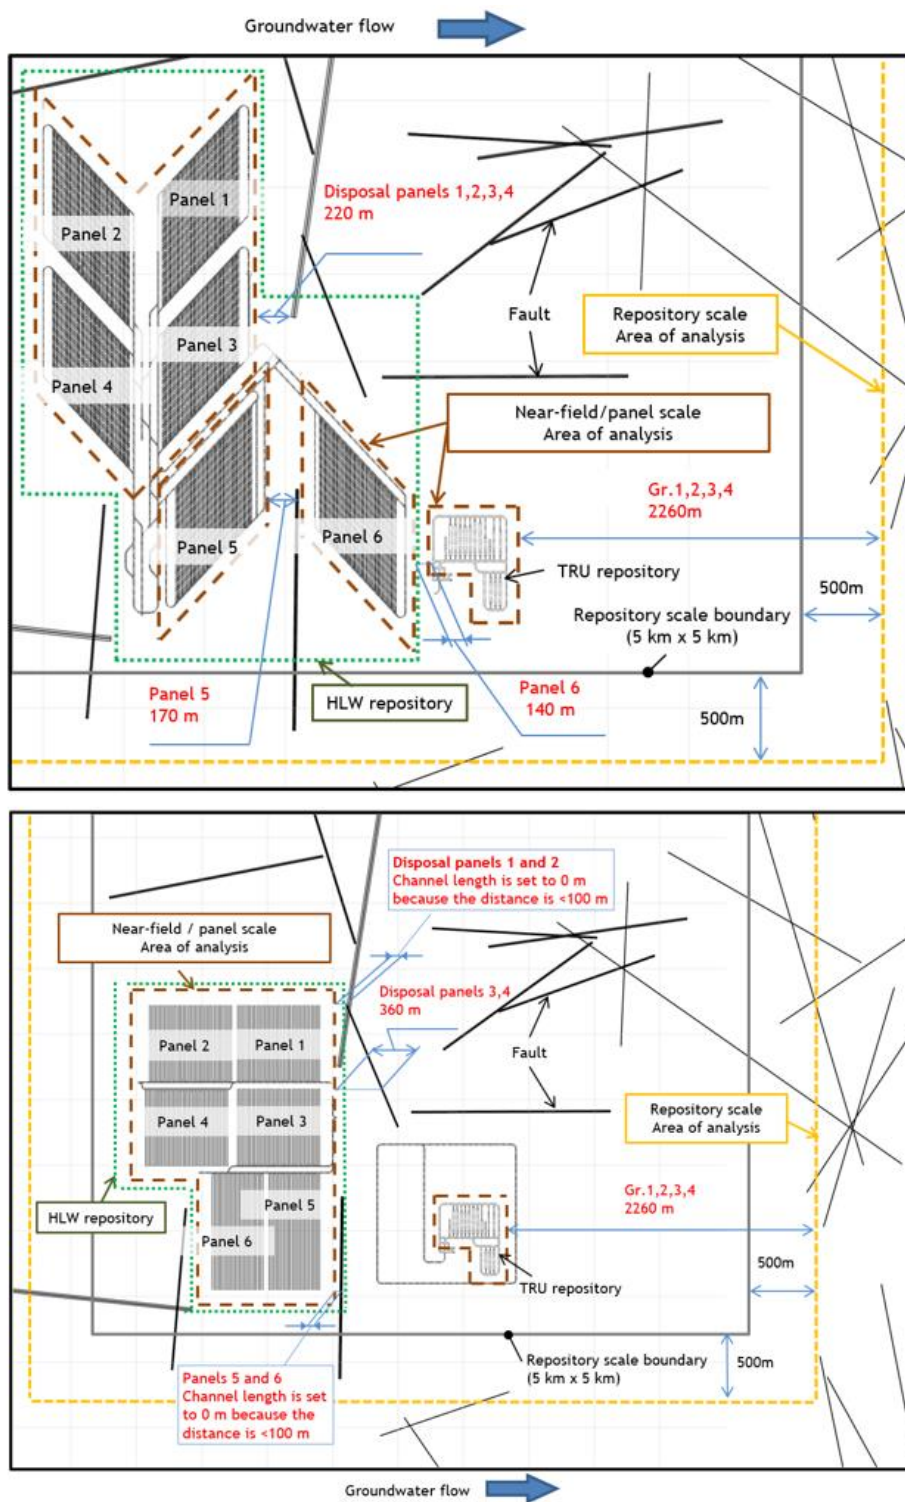 Groundwater flow
Panel 1
Disposal panels 1,2,3,4
220 m
Panel 2
Fault
Repository scale
Area of analysis
Panel 3
Panel 4
Near-field/panel scale
Area of analysis
Gr.1,2,3,4
2260m
Panel 5
Panel 6
TRU repository
500m
Repository scale boundary
(5 km x 5 km)
Panel 5
170 m
HLW repository
Panel 6
140 m
500m
Disposal panels 1 and 2
Channel length is set to 0 m
because the distance is <100 m
Near-field / panel scale
Area of analysis
Disposal panels 3,4
360 m
Panel 2
Panel 1
Fault
Panel 4
Panel 3
Repository scale
Area of analysis
Gr.1,2,3,4
2260 m
Panel 5
HLW repository
Panel 6
500m
TRU repository
Repository scale boundary
(5 km x 5 km)
500m
Panels 5 and 6
Channel length is set
to 0 m because the
distance is <100 m
Groundwater flow